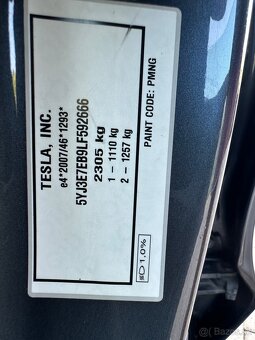 TESLA, INC.
e4*2007/46*1293*
5YJ3E7EB9LF592666
2305 kg
1 - 1110 kg
2 - 1257 kg
PAINT CODE: PMNG
1,0%